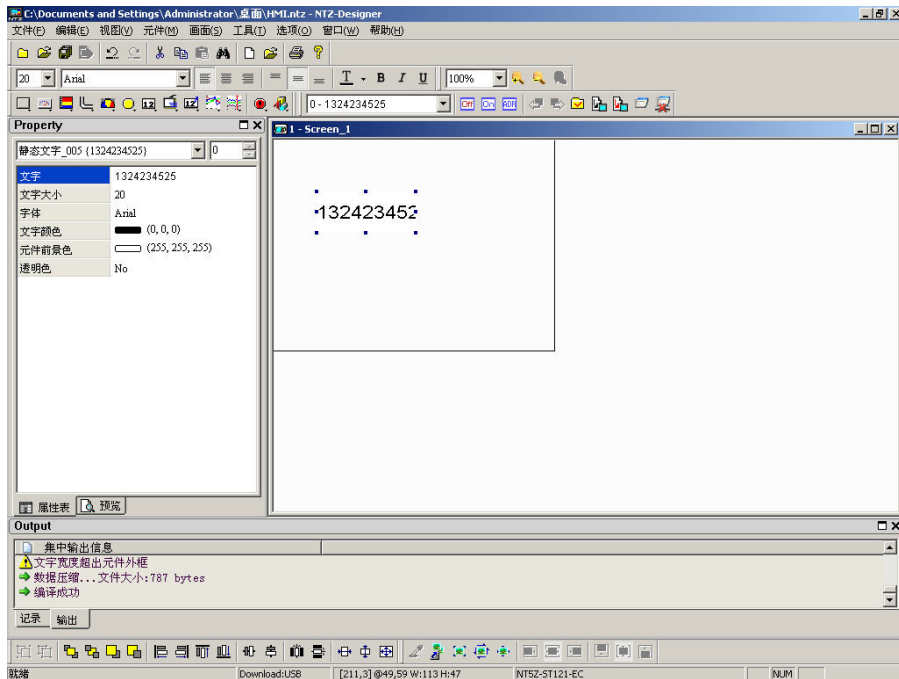 C:\Documents and Settings\Administrator\桌面\HMI.ntz - NTZ-Designer
文件(F) 编辑(E) 视图(V) 元件(M) 画面(S) 工具(T) 选项(O) 窗口(W) 帮助(H)
20 Arial T B I U 100%
0 - 1324234525 Off On ADR
Property
1 - Screen_1
静态文字_005 {1324234525} 0
文字 1324234525
文字大小 20
字体 Arial
文字颜色 (0, 0, 0)
元件前景色 (255, 255, 255)
透明色 No
132423452
属性表 预览
Output
集中输出信息
文字宽度超出元件外框
数据压缩...文件大小:787 bytes
编译成功
记录 输出
就绪 Download:USB [211,3] @49,59 W:113 H:47 NT5Z-ST121-EC NUM